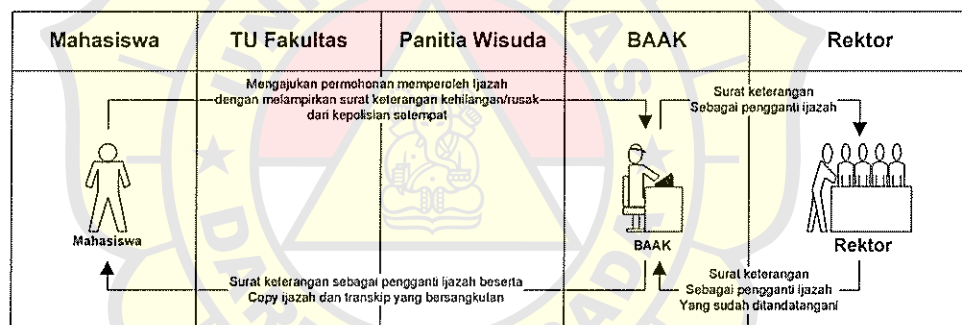 Mahasiswa
TU Fakultas
Panitia Wisuda
BAAK
Rektor
Mengajukan permohonan memperoleh Ijazah
dengan melampirkan surat keterangan kehilangan/rusak
dari kepolisian setempat
Surat keterangan
Sebagai pengganti ijazah
Mahasiswa
BAAK
Rektor
Surat keterangan sebagai pengganti Ijazah beserta
Copy ijazah dan transkip yang bersangkutan
Surat keterangan
Sebagai pengganti ijazah
Yang sudah ditandatangani